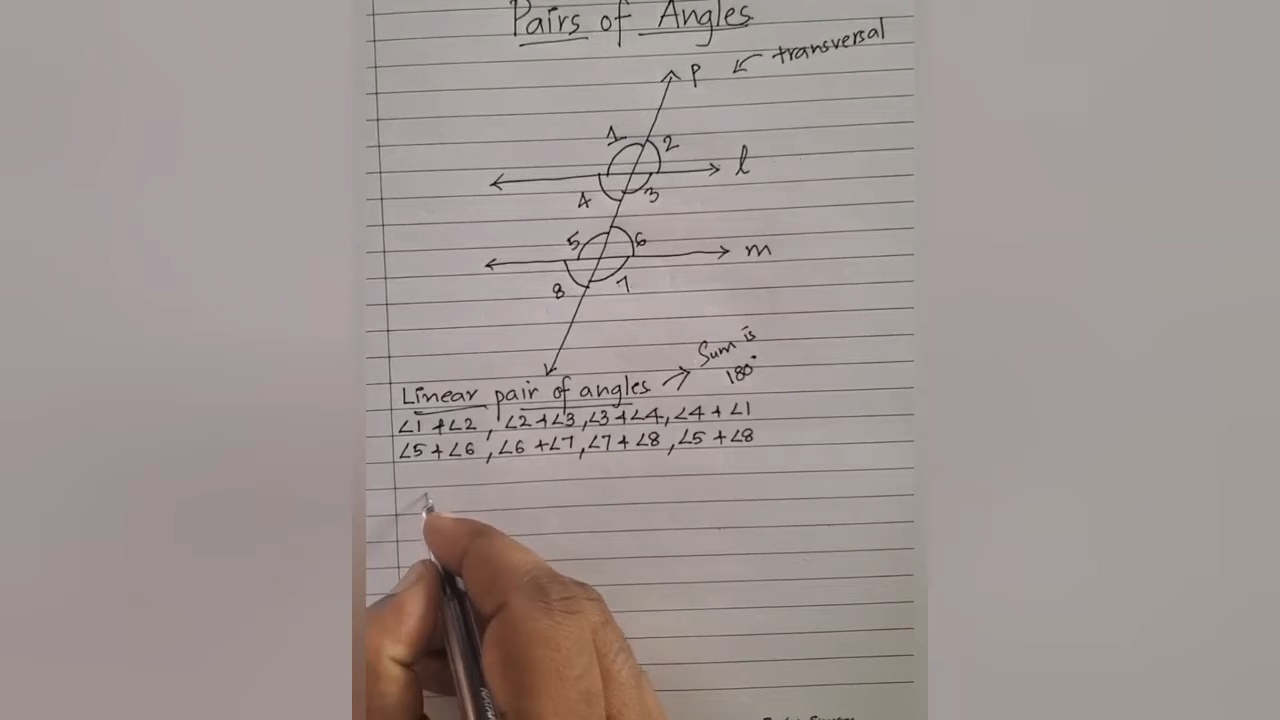 Pairs of Angles
transversal
p
1
2
l
4
3
5
6
m
8
7
Sum is
180°
Linear pair of angles
∠1+∠2, ∠2+∠3, ∠3+∠4, ∠4+∠1
∠5+∠6, ∠6+∠7, ∠7+∠8, ∠5+∠8